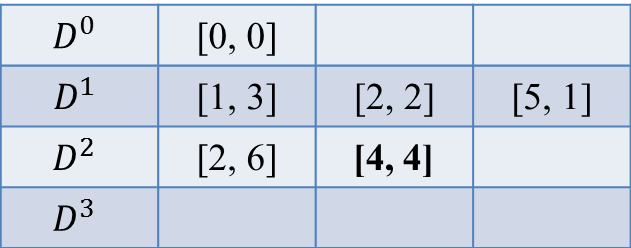 D⁰ [0, 0]
D¹ [1, 3] [2, 2] [5, 1]
D² [2, 6] [4, 4]
D³